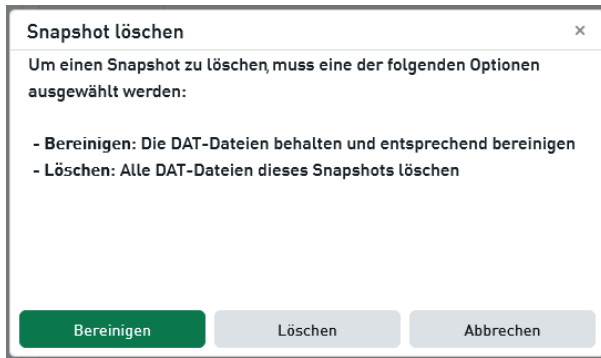 Snapshot löschen ×
Um einen Snapshot zu löschen, muss eine der folgenden Optionen
ausgewählt werden:
- Bereinigen: Die DAT-Dateien behalten und entsprechend bereinigen
- Löschen: Alle DAT-Dateien dieses Snapshots löschen
Bereinigen Löschen Abbrechen